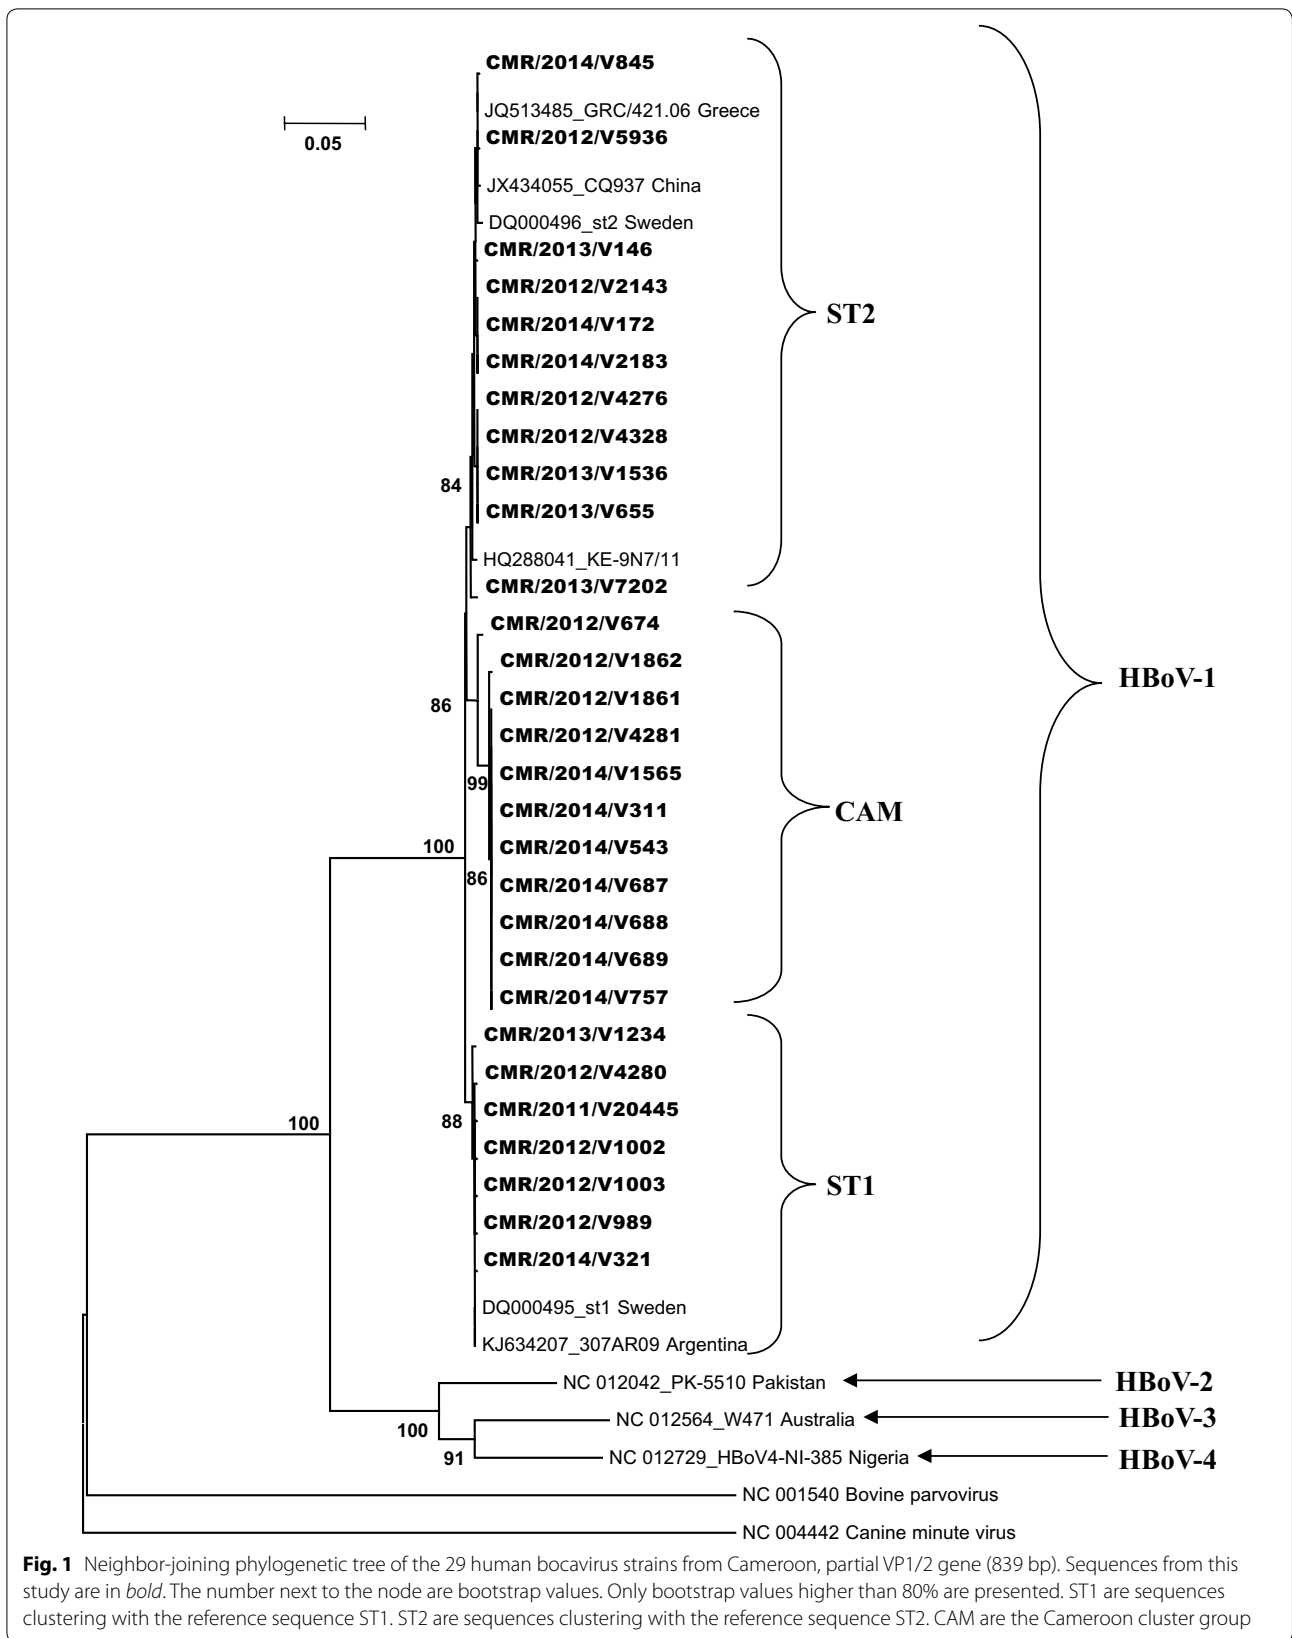 CMR/2014/V845
JQ513485_GRC/421.06 Greece
0.05
CMR/2012/V5936
JX434055_CQ937 China
DQ000496_st2 Sweden
CMR/2013/V146
CMR/2012/V2143
ST2
CMR/2014/V172
CMR/2014/V2183
CMR/2012/V4276
CMR/2012/V4328
CMR/2013/V1536
84
CMR/2013/V655
HQ288041_KE-9N7/11
CMR/2013/V7202
CMR/2012/V674
CMR/2012/V1862
HBoV-1
CMR/2012/V1861
86
CMR/2012/V4281
CMR/2014/V1565
99
CMR/2014/V311
CAM
CMR/2014/V543
100
CMR/2014/V687
86
CMR/2014/V688
CMR/2014/V689
CMR/2014/V757
CMR/2013/V1234
CMR/2012/V4280
CMR/2011/V20445
88
100
CMR/2012/V1002
CMR/2012/V1003
ST1
CMR/2012/V989
CMR/2014/V321
DQ000495_st1 Sweden
KJ634207_307AR09 Argentina
NC 012042_PK-5510 Pakistan
HBoV-2
NC 012564_W471 Australia
HBoV-3
100
91
NC 012729_HBoV4-NI-385 Nigeria
HBoV-4
NC 001540 Bovine parvovirus
NC 004442 Canine minute virus
Fig. 1 Neighbor-joining phylogenetic tree of the 29 human bocavirus strains from Cameroon, partial VP1/2 gene (839 bp). Sequences from this
study are in bold. The number next to the node are bootstrap values. Only bootstrap values higher than 80% are presented. ST1 are sequences
clustering with the reference sequence ST1. ST2 are sequences clustering with the reference sequence ST2. CAM are the Cameroon cluster group